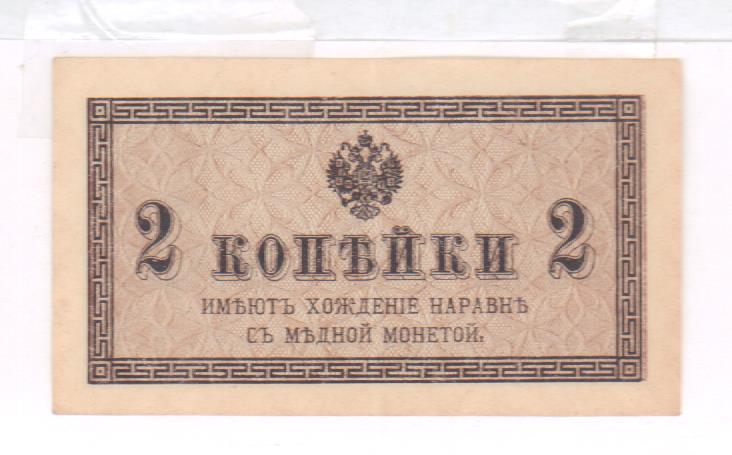 2 КОПѢЙКИ 2
ИМѢЮТЪ ХОЖДЕНІЕ НАРАВНѢ
СЪ МѢДНОЙ МОНЕТОЙ.